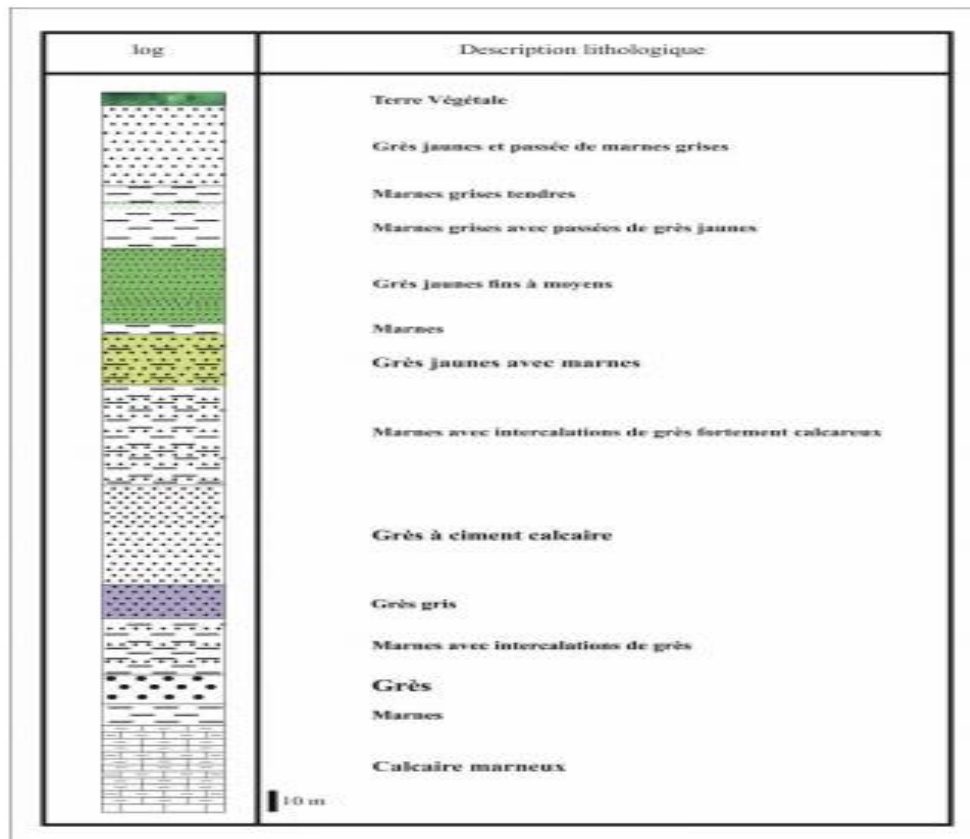 log
Description lithologique
Terre Végétale
Grès jaunes et passée de marnes grises
Marnes grises tendres
Marnes grises avec passées de grès jaunes
Grès jaunes fins à moyens
Marnes
Grès jaunes avec marnes
Marnes avec intercalations de grès fortement calcareux
Grès à ciment calcaire
Grès gris
Marnes avec intercalations de grès
Grès
Marnes
Calcaire marneux
10 m